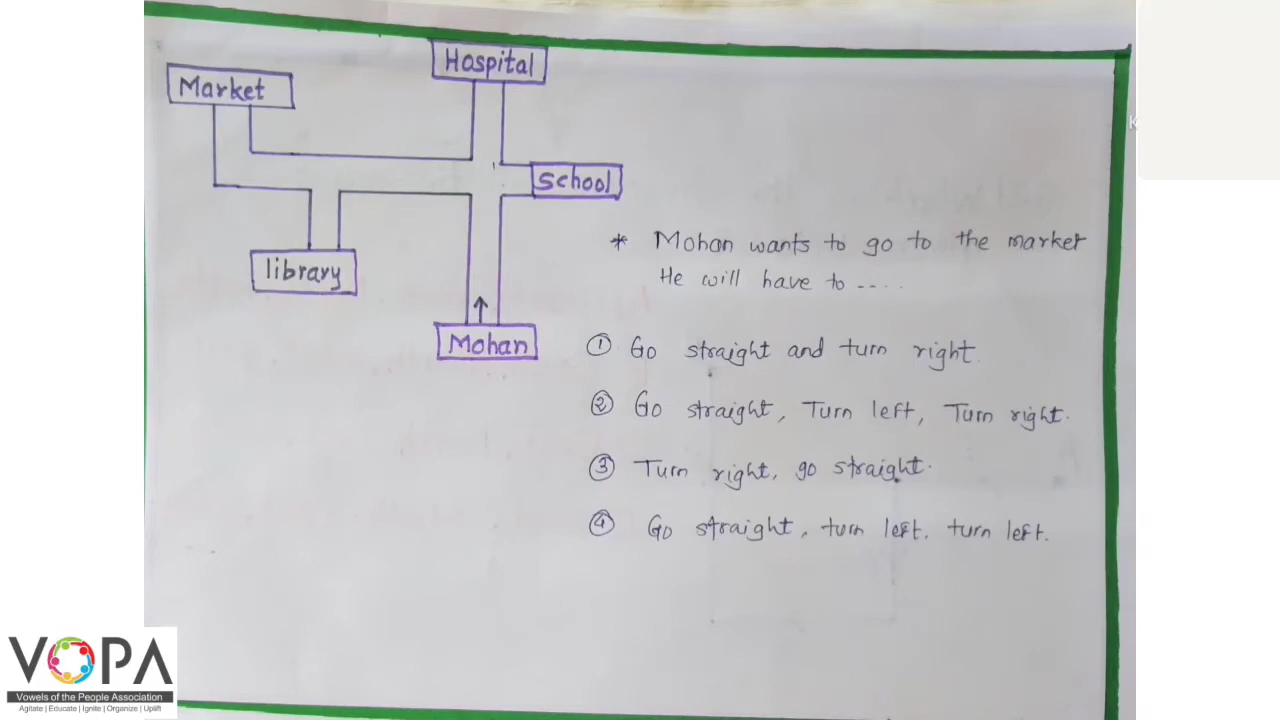 Hospital
Market
School
library
Mohan
* Mohan wants to go to the market
He will have to ----
① Go straight and turn right.
② Go straight, Turn left, Turn right.
③ Turn right, go straight.
④ Go straight, turn left. turn left.
VOPA
Vowels of the People Association
Agitate | Educate | Ignite | Organize | Uplift